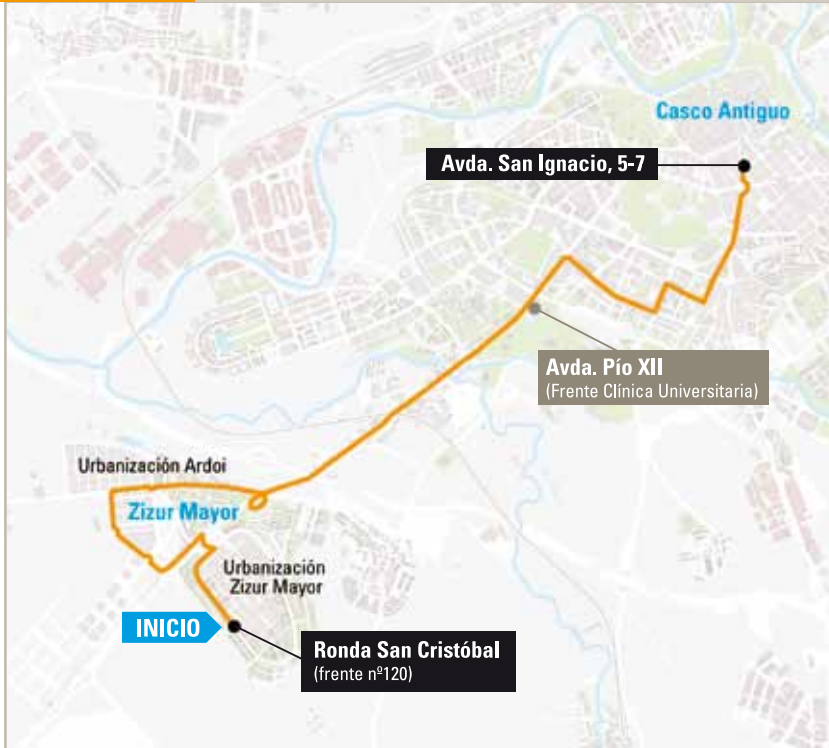 Casco Antiguo
Avda. San Ignacio, 5-7
Avda. Pío XII
(Frente Clínica Universitaria)
Urbanización Ardoi
Zizur Mayor
Urbanización
Zizur Mayor
INICIO
Ronda San Cristóbal
(frente nº120)